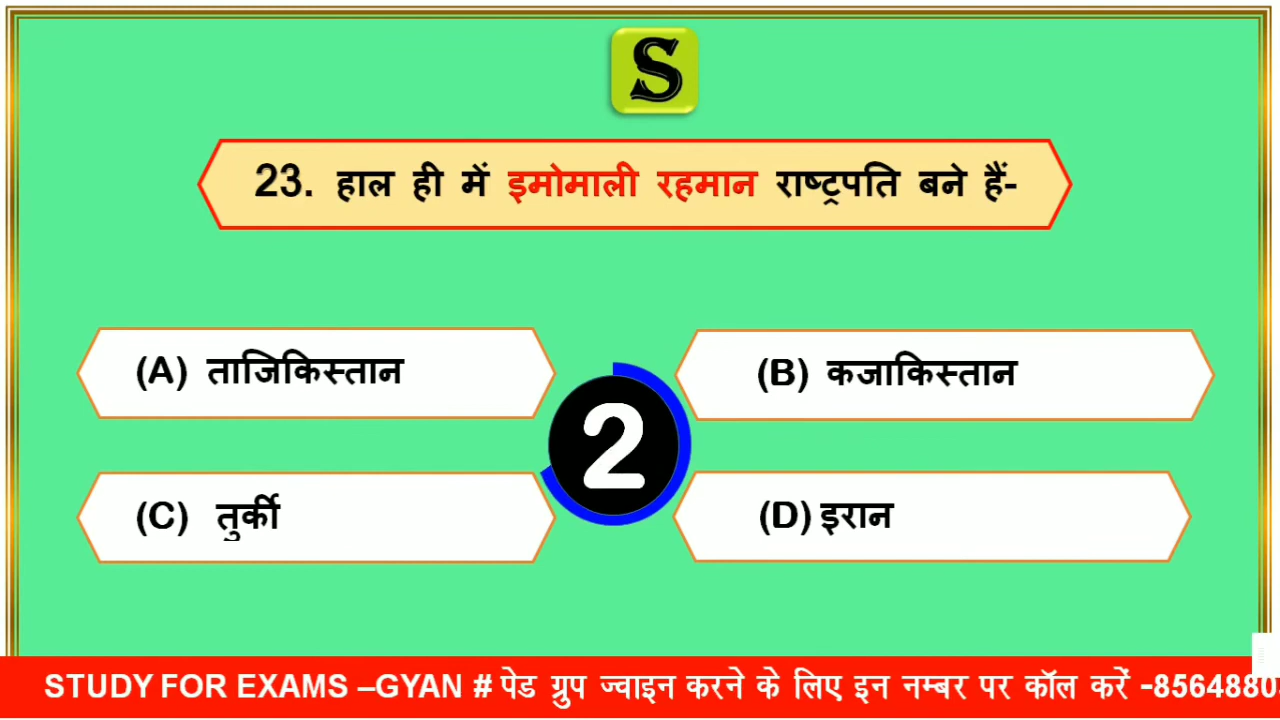 S
23. हाल ही में इमोमाली रहमान राष्ट्रपति बने हैं-
(A) ताजिकिस्तान
(B) कजाकिस्तान
2
(C) तुर्की
(D) इरान
STUDY FOR EXAMS –GYAN # पेड ग्रुप ज्वाइन करने के लिए इन नम्बर पर कॉल करें -8564880